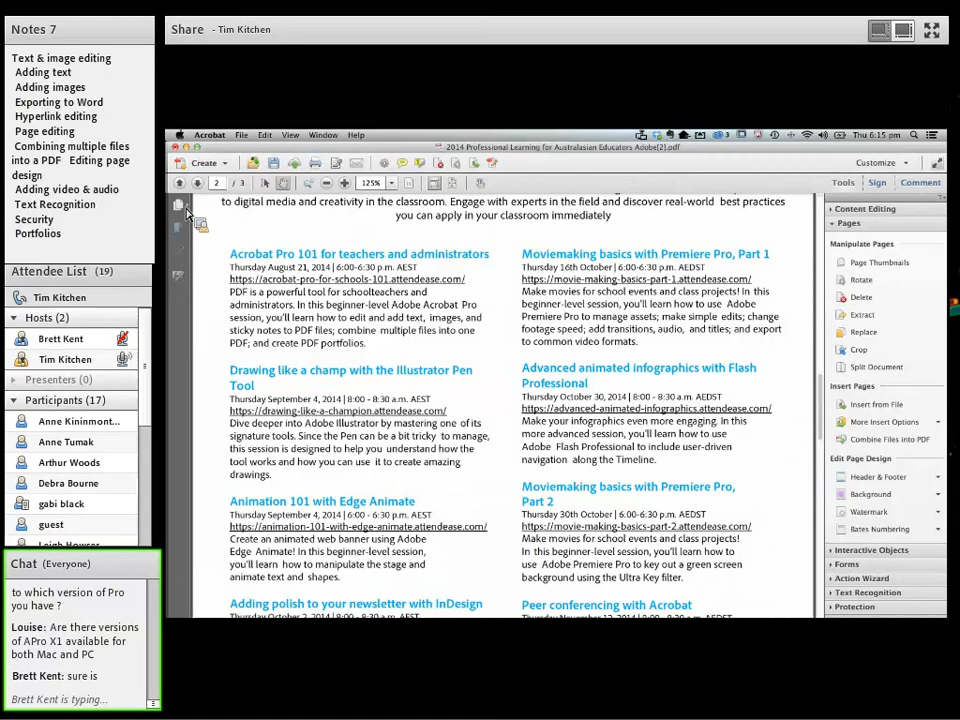 Notes 7
Text & image editing
Adding text
Adding images
Exporting to Word
Hyperlink editing
Page editing
Combining multiple files
into a PDF Editing page
design
Adding video & audio
Text Recognition
Security
Portfolios
Attendee List (19)
Tim Kitchen
Hosts (2)
Brett Kent
Tim Kitchen
Presenters (0)
Participants (17)
Anne Kininmont...
Anne Tumak
Arthur Woods
Debra Bourne
gabi black
guest
Chat (Everyone)
to which version of Pro
you have ?
Louise: Are there versions
of APro X1 available for
both Mac and PC
Brett Kent: sure is
Brett Kent is typing...
Share - Tim Kitchen
Acrobat File Edit View Window Help
Thu 6:15 pm
2014 Professional Learning for Australasian Educators Adobe[2].pdf
Create
Customize
2 / 3
125%
Tools Sign Comment
to digital media and creativity in the classroom. Engage with experts in the field and discover real-world best practices
you can apply in your classroom immediately
Acrobat Pro 101 for teachers and administrators
Thursday August 21, 2014 | 6:00-6:30 p.m. AEST
https://acrobat-pro-for-schools-101.attendease.com/
PDF is a powerful tool for schoolteachers and
administrators. In this beginner-level Adobe Acrobat Pro
session, you'll learn how to edit and add text, images, and
sticky notes to PDF files; combine multiple files into one
PDF; and create PDF portfolios.
Drawing like a champ with the Illustrator Pen
Tool
Thursday September 4, 2014 | 8:00 - 8:30 a.m. AEST
https://drawing-like-a-champion.attendease.com/
Dive deeper into Adobe Illustrator by mastering one of its
signature tools. Since the Pen can be a bit tricky to manage,
this session is designed to help you understand how the
tool works and how you can use it to create amazing
drawings.
Animation 101 with Edge Animate
Thursday September 4, 2014 | 6:00 - 6:30 p.m. AEST
https://animation-101-with-edge-animate.attendease.com/
Create an animated web banner using Adobe
Edge Animate! In this beginner-level session,
you'll learn how to manipulate the stage and
animate text and shapes.
Adding polish to your newsletter with InDesign
Moviemaking basics with Premiere Pro, Part 1
Thursday 16th October | 6:00-6:30 p.m. AEDT
https://movie-making-basics-part-1.attendease.com/
Make movies for school events and class projects! In this
beginner-level session, you'll learn how to use Adobe
Premiere Pro to manage assets; make simple edits; change
footage speed; add transitions, audio, and titles; and export
to common video formats.
Advanced animated infographics with Flash
Professional
Thursday October 30, 2014 | 8:00 - 8:30 a.m. AEDT
https://advanced-animated-infographics.attendease.com/
Make your infographics even more engaging. In this
more advanced session, you'll learn how to use
Adobe Flash Professional to include user-driven
navigation along the Timeline.
Moviemaking basics with Premiere Pro,
Part 2
Thursday 30th October | 6:00-6:30 p.m. AEDST
https://movie-making-basics-part-2.attendease.com/
Make movies for school events and class projects!
In this beginner-level session, you'll learn how to
use Adobe Premiere Pro to key out a green screen
background using the Ultra Key filter.
Peer conferencing with Acrobat
Content Editing
Pages
Manipulate Pages
Page Thumbnails
Rotate
Delete
Extract
Replace
Crop
Split Document
Insert Pages
Insert from File
More Insert Options
Combine Files into PDF
Edit Page Design
Header & Footer
Background
Watermark
Bates Numbering
Interactive Objects
Forms
Action Wizard
Text Recognition
Protection